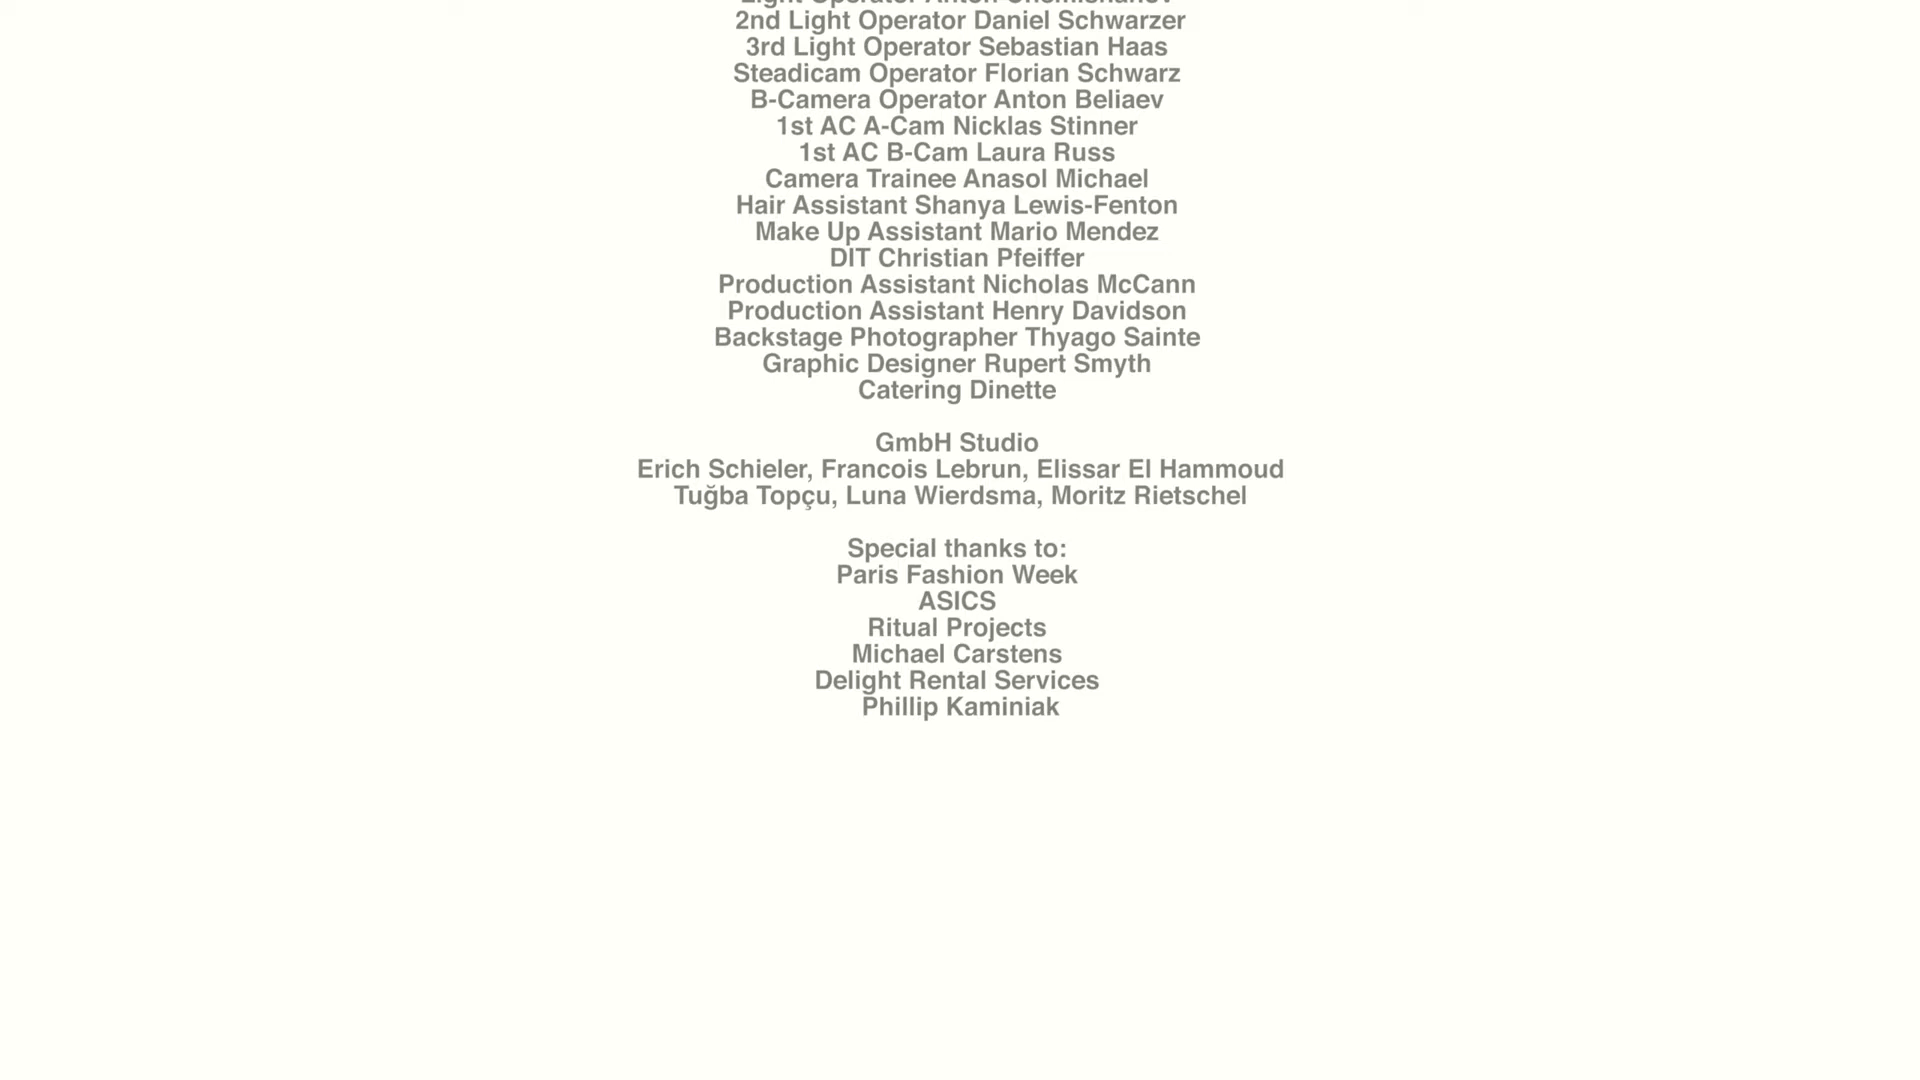 Light Operator Anton
2nd Light Operator Daniel Schwarzer
3rd Light Operator Sebastian Haas
Steadicam Operator Florian Schwarz
B-Camera Operator Anton Beliaev
1st AC A-Cam Nicklas Stinner
1st AC B-Cam Laura Russ
Camera Trainee Anasol Michael
Hair Assistant Shanya Lewis-Fenton
Make Up Assistant Mario Mendez
DIT Christian Pfeiffer
Production Assistant Nicholas McCann
Production Assistant Henry Davidson
Backstage Photographer Thyago Sainte
Graphic Designer Rupert Smyth
Catering Dinette
GmbH Studio
Erich Schieler, Francois Lebrun, Elissar El Hammoud
Tuğba Topçu, Luna Wierdsma, Moritz Rietschel
Special thanks to:
Paris Fashion Week
ASICS
Ritual Projects
Michael Carstens
Delight Rental Services
Phillip Kaminiak